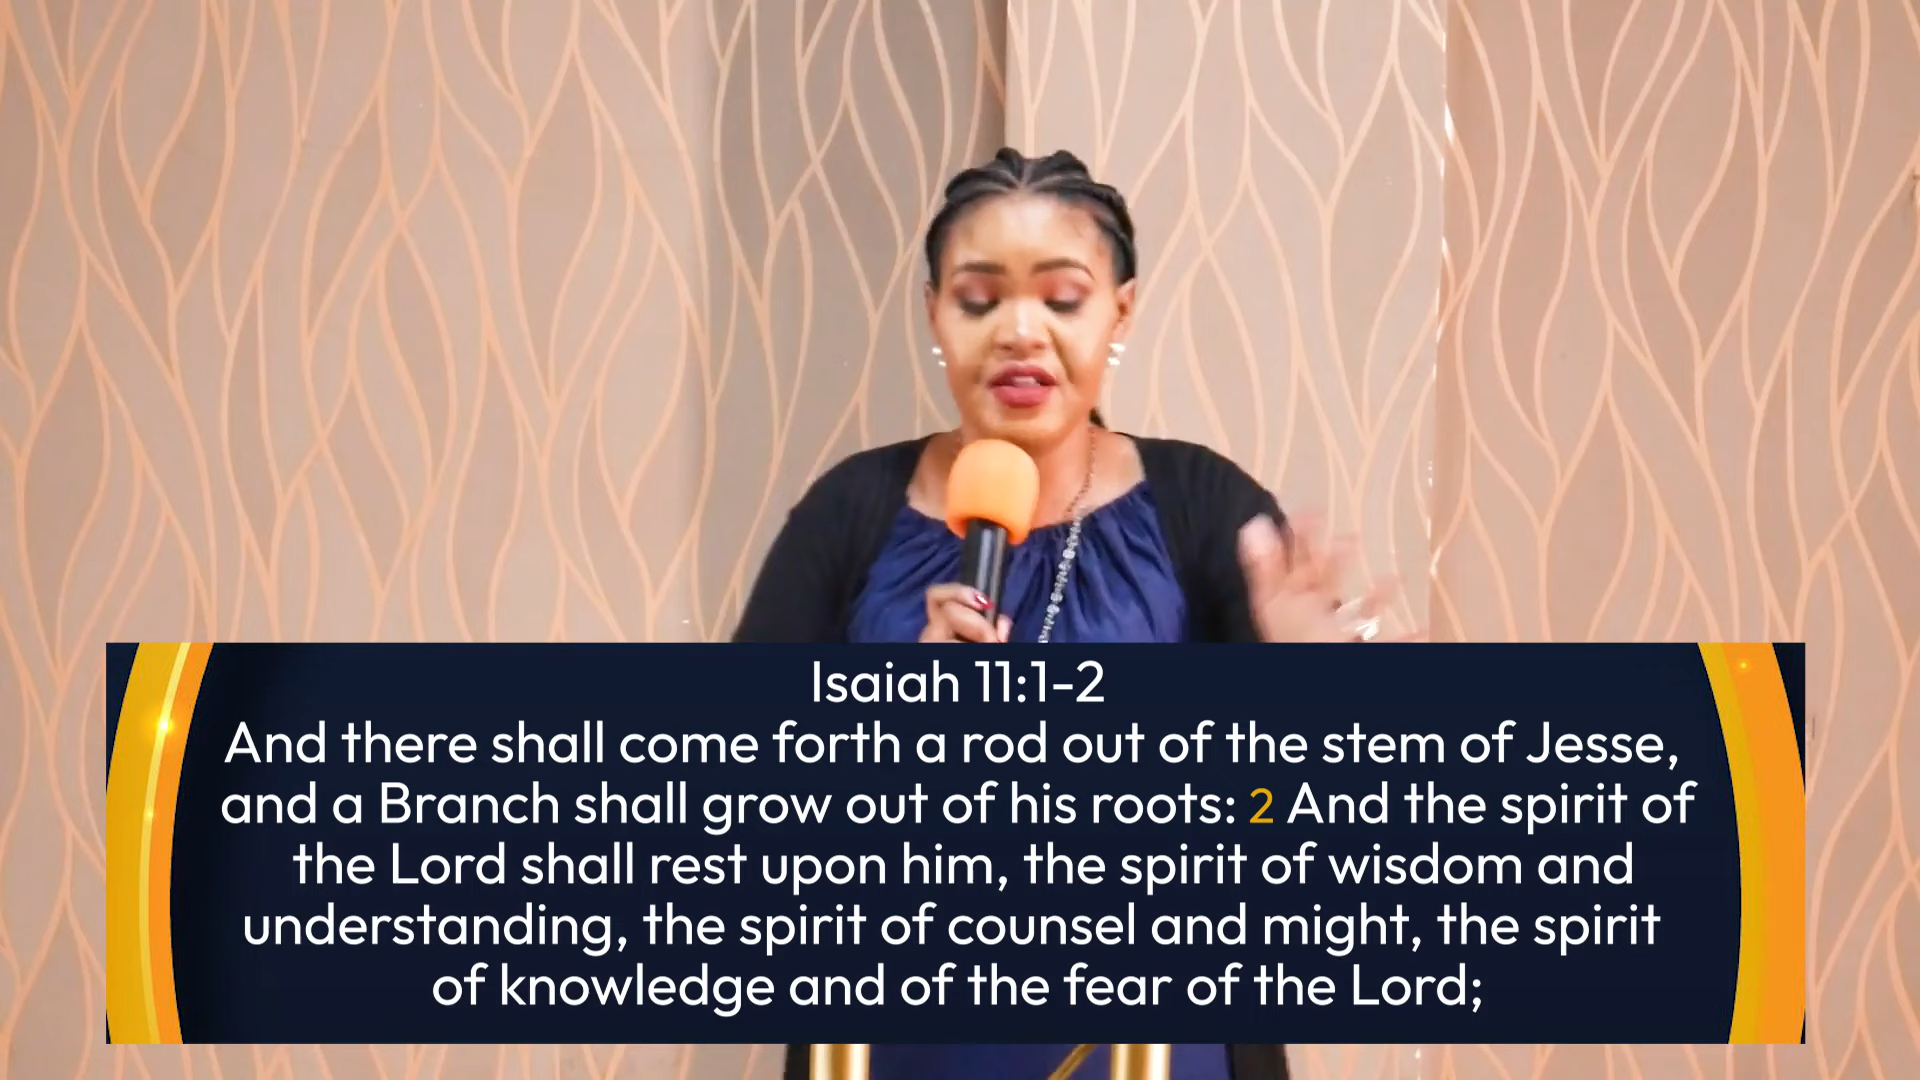 Isaiah 11:1-2
And there shall come forth a rod out of the stem of Jesse,
and a Branch shall grow out of his roots: 2 And the spirit of
the Lord shall rest upon him, the spirit of wisdom and
understanding, the spirit of counsel and might, the spirit
of knowledge and of the fear of the Lord;